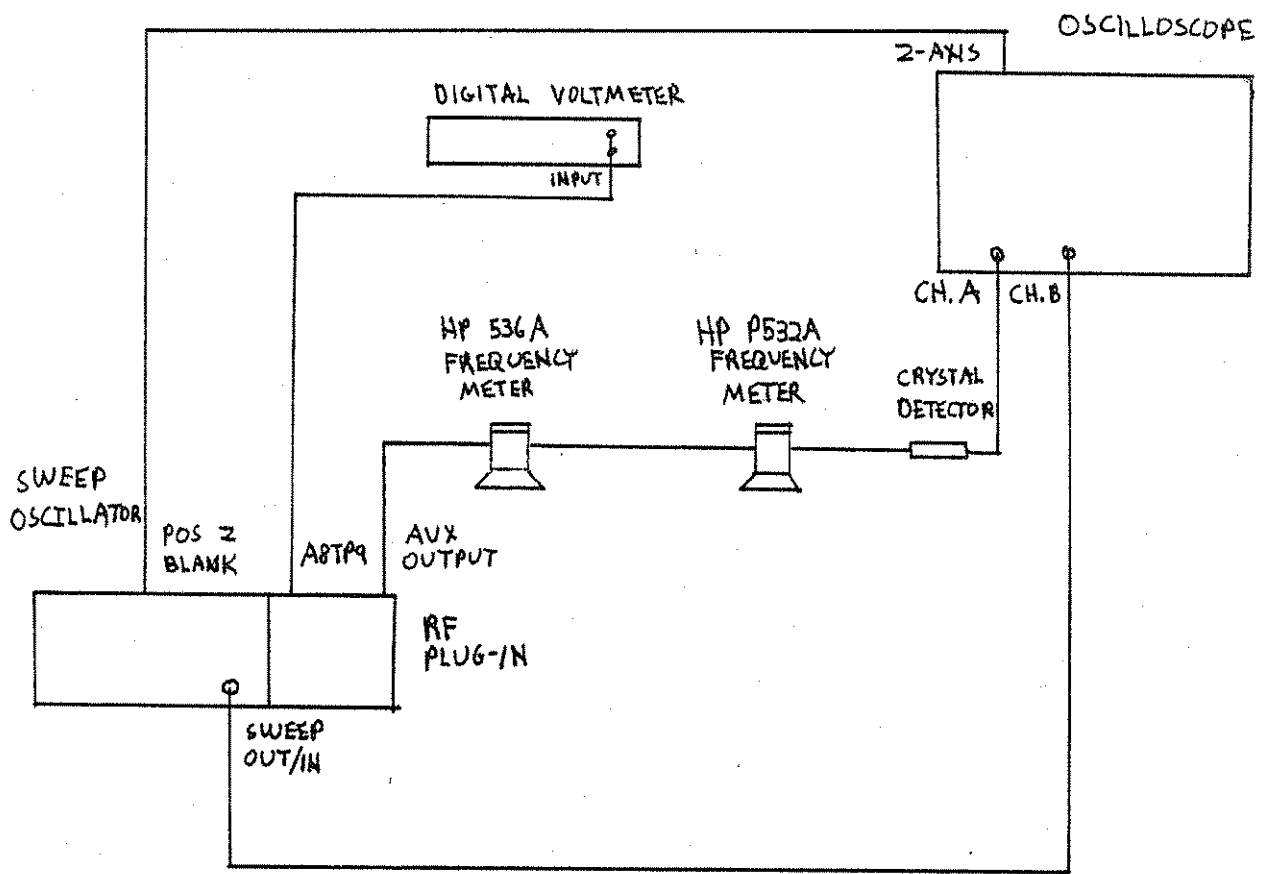 OSCILLOSCOPE
Z-AXIS
DIGITAL VOLTMETER
INPUT
CH.A
CH.B
HP 536A
FREQUENCY
METER
HP P532A
FREQUENCY
METER
CRYSTAL
DETECTOR
SWEEP
OSCILLATOR
POS Z
BLANK
A8TP9
AUX
OUTPUT
RF
PLUG-IN
SWEEP
OUT/IN